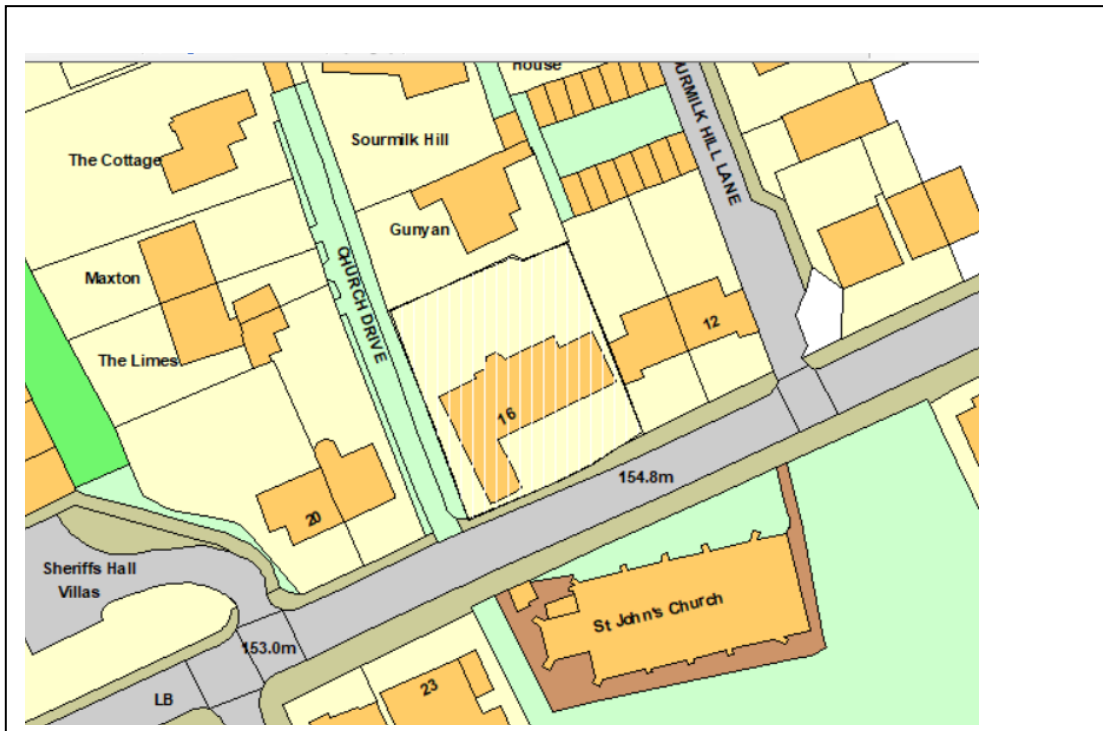 House
The Cottage
Sourmilk Hill
URMILK HILL LANE
Gunyan
CHURCH DRIVE
Maxton
12
The Limes
16
154.8m
20
Sheriffs Hall
Villas
St John's Church
153.0m
23
LB